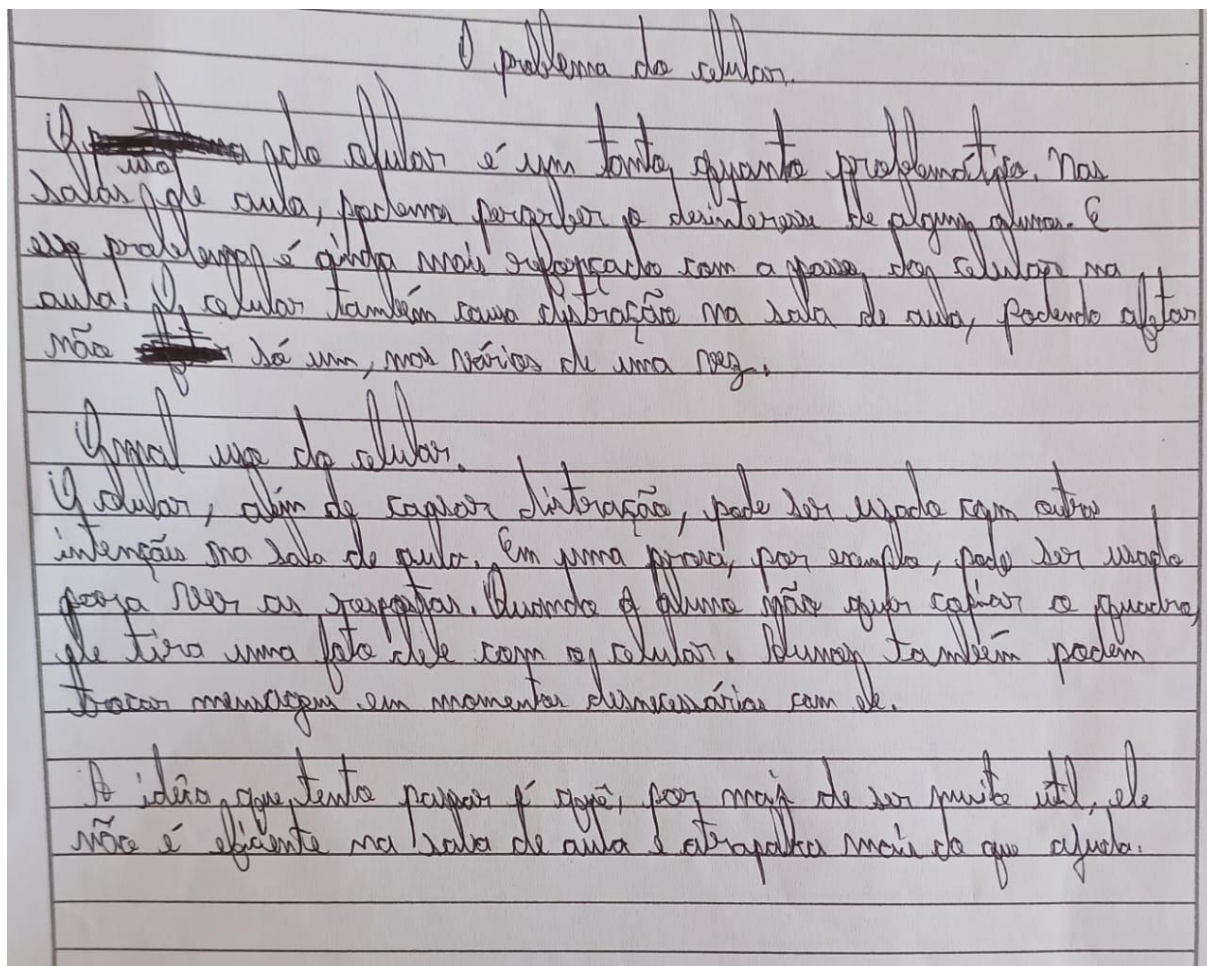 O problema do celular.
O uso do celular é um tanto quanto problemático. Nas
salas de aula, podemos perceber o desinteresse de alguns alunos. E
esse problema é ainda mais reforçado com a posse dos celulares na
aula! O celular também causa distração na sala de aula, podendo afetar
não só um, mas vários de uma vez.
O mal uso do celular.
O celular, além de causar distração, pode ser usado com outras
intenções na sala de aula. Em uma prova, por exemplo, pode ser usado
para ver as respostas. Quando o aluno não quer copiar o quadro,
ele tira uma foto dele com o celular. Alunos também podem
trocar mensagens em momentos desnecessários com ele.
A idéia que tento passar é quê, por mais de ser muito útil, ele
não é eficiente na sala de aula e atrapalha mais do que ajuda.